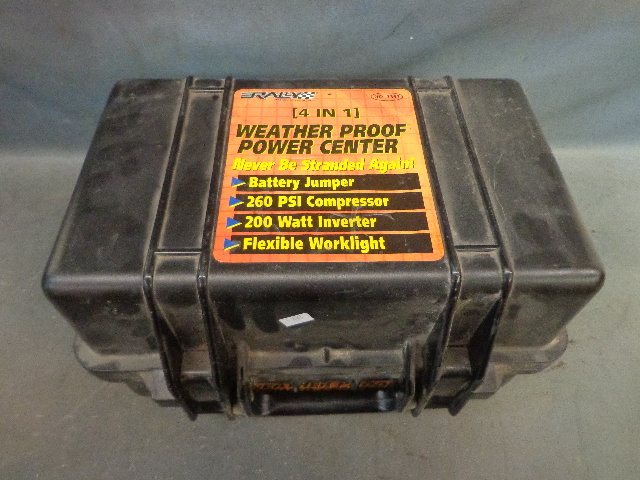 RALLY
[4 IN 1]
WEATHER PROOF
POWER CENTER
Never Be Stranded Again!
Battery Jumper
260 PSI Compressor
200 Watt Inverter
Flexible Worklight